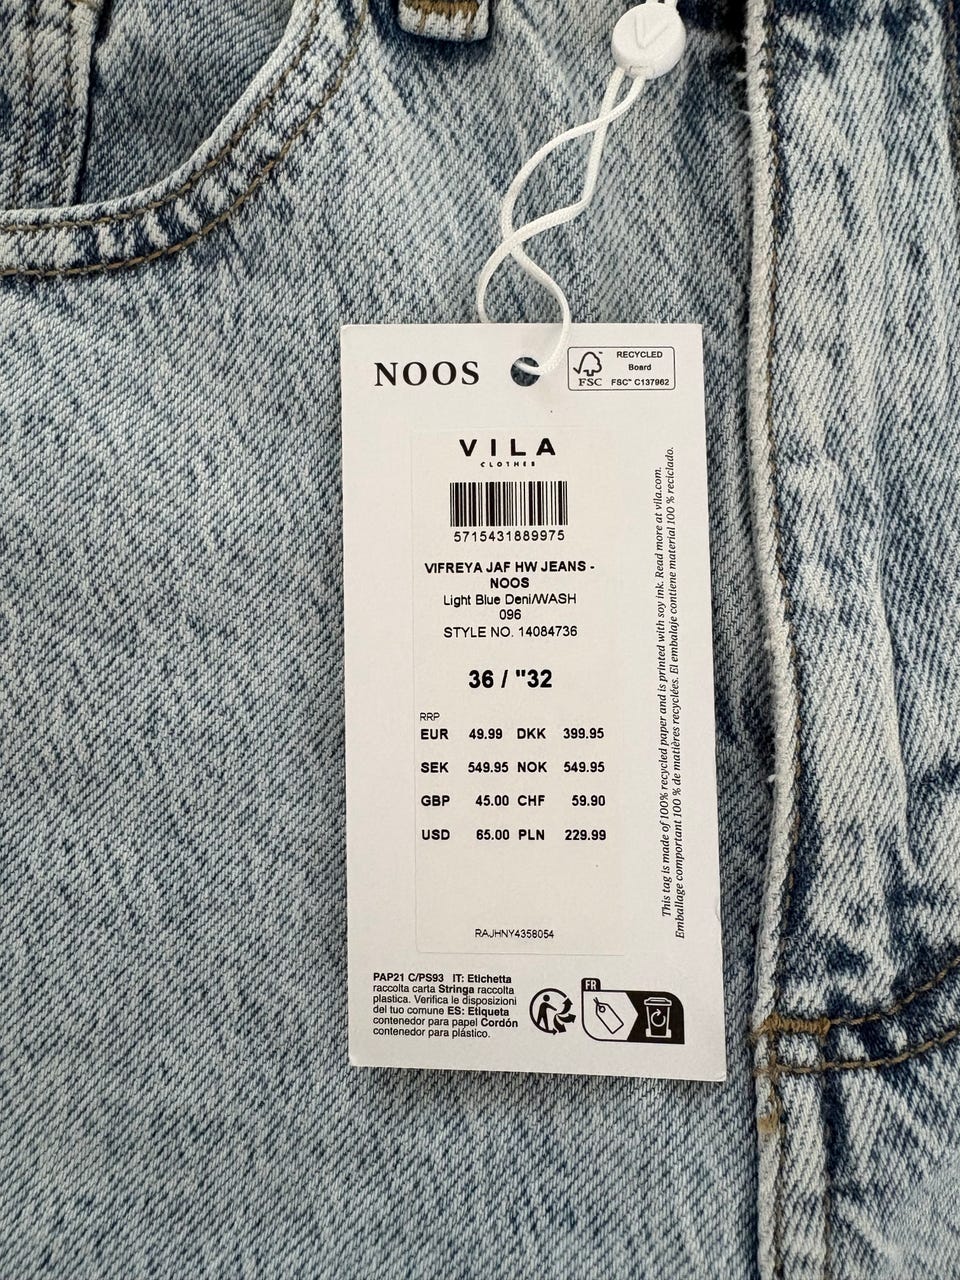 V
NOOS
FSC
RECYCLED
Board
FSC™ C137962
VILA
CLOTHES
5715431889975
VIFREYA JAF HW JEANS -
NOOS
Light Blue Deni/WASH
096
STYLE NO. 14084736
36 / "32
RRP
EUR 49.99 DKK 399.95
SEK 549.95 NOK 549.95
GBP 45.00 CHF 59.90
USD 65.00 PLN 229.99
RAJHNY4358054
This tag is made of 100% recycled paper and is printed with soy ink. Read more at vila.com.
Emballage comportant 100 % de matières recyclées. El embalaje contiene material 100 % reciclado.
PAP21 C/PS93 IT: Etichetta
raccolta carta Stringa raccolta
plastica. Verifica le disposizioni
del tuo comune ES: Etiqueta
contenedor para papel Cordón
contenedor para plástico.
FR